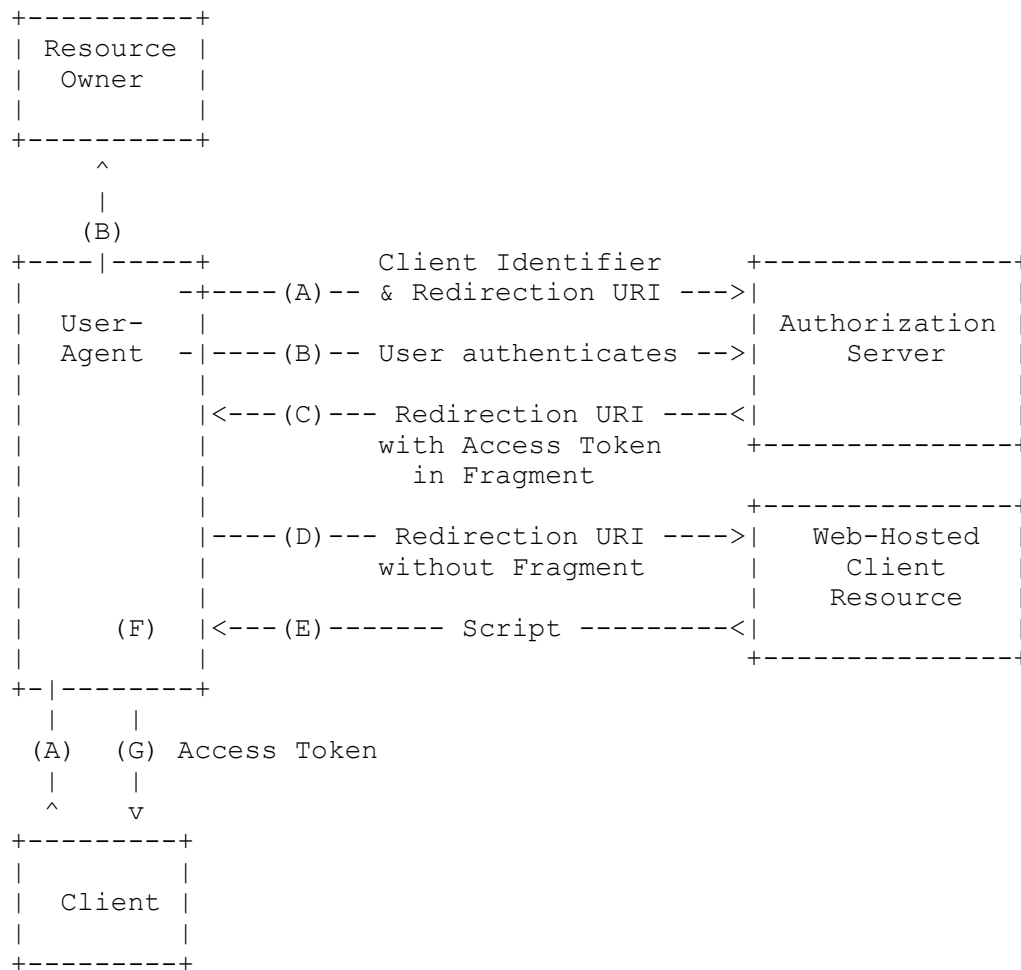 +----------+
| Resource |
|  Owner   |
|          |
+----------+
     ^
     |
    (B)
+----|-----+          Client Identifier     +---------------+
|         -+----(A)-- & Redirection URI --->|               |
|  User-   |                                | Authorization |
|  Agent  -|----(B)-- User authenticates -->|     Server    |
|          |                                |               |
|          |<---(C)--- Redirection URI ----<|               |
|          |          with Access Token     +---------------+
|          |            in Fragment
|          |                                +---------------+
|          |----(D)--- Redirection URI ---->|   Web-Hosted  |
|          |          without Fragment      |     Client    |
|          |                                |    Resource   |
|     (F)  |<---(E)------- Script ---------<|               |
|          |                                +---------------+
+-|--------+
  |    |
 (A)  (G) Access Token
  |    |
  ^    v
+---------+
|         |
|  Client |
|         |
+---------+